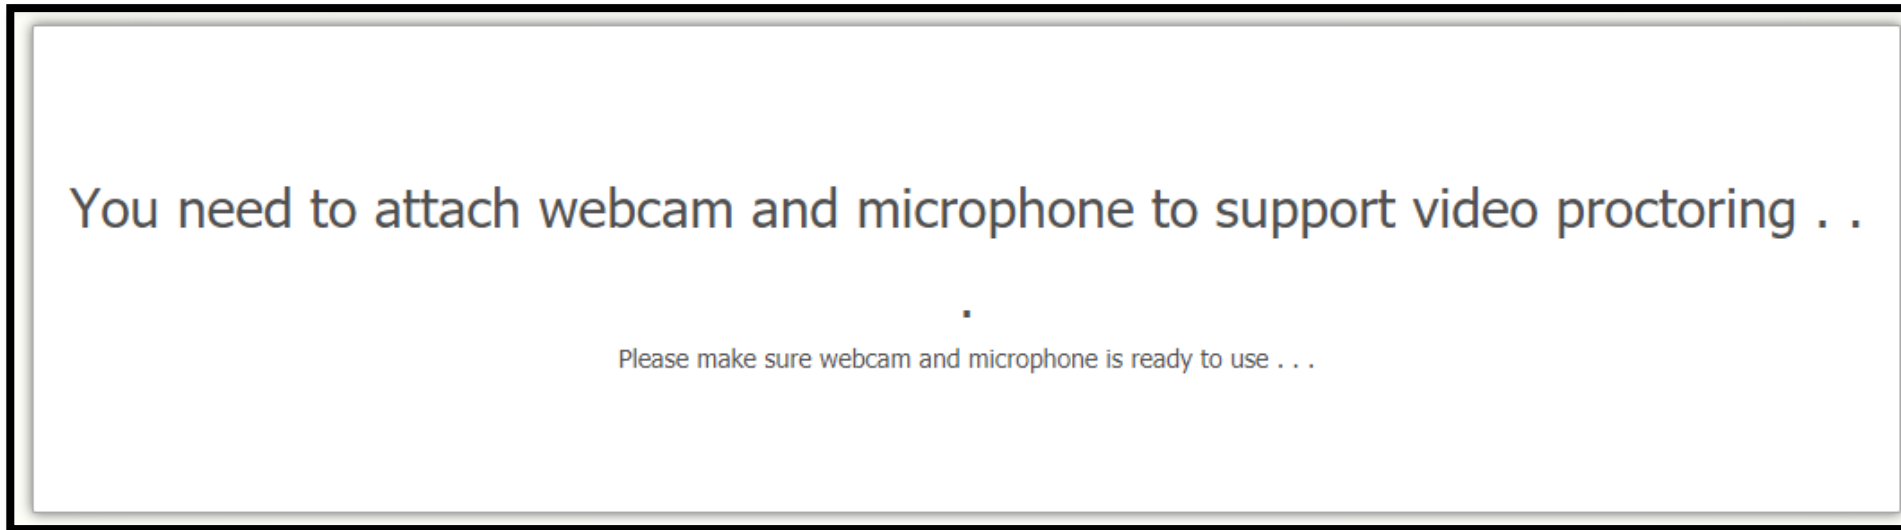 You need to attach webcam and microphone to support video proctoring . .
.
Please make sure webcam and microphone is ready to use . . .